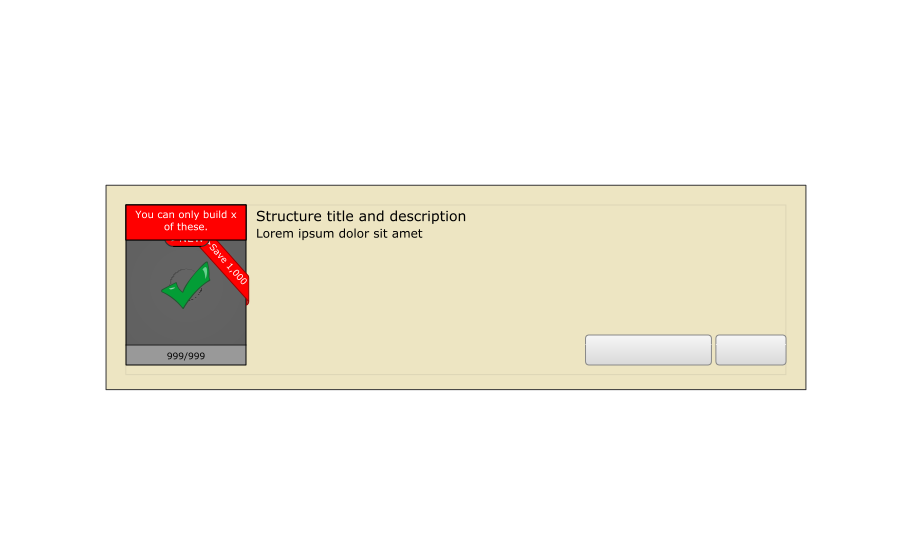 You can only build x
of these.
Save 1,000
999/999
Structure title and description
Lorem ipsum dolor sit amet